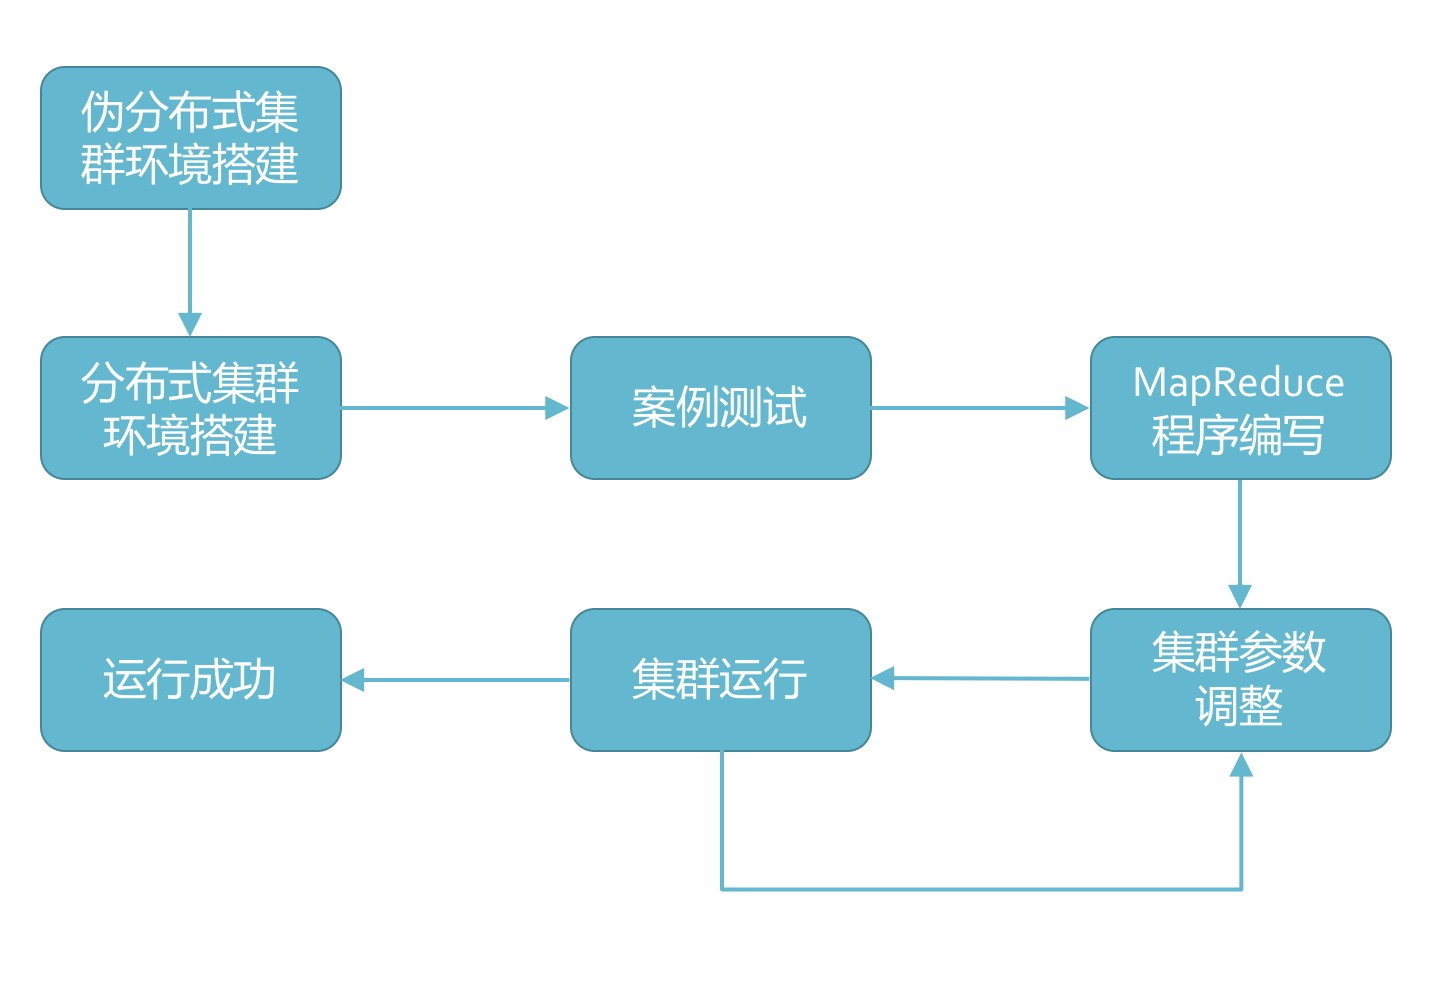 伪分布式集
群环境搭建
分布式集群
环境搭建
案例测试
MapReduce
程序编写
集群参数
调整
集群运行
运行成功